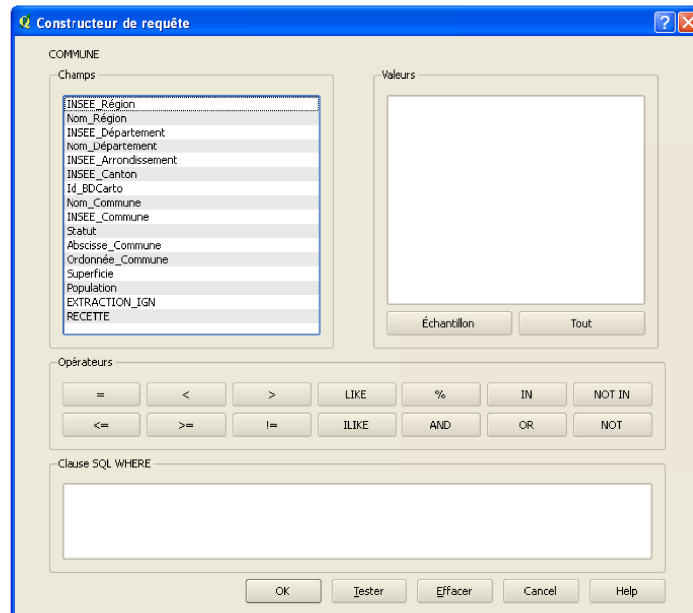 Constructeur de requête
COMMUNE
Champs
INSEE_Région
Nom_Région
INSEE_Département
Nom_Département
INSEE_Arrondissement
INSEE_Canton
Id_BDCarto
Nom_Commune
INSEE_Commune
Statut
Abscisse_Commune
Ordonnée_Commune
Superficie
Population
EXTRACTION_IGN
RECETTE
Valeurs
Échantillon Tout
Opérateurs
= < > LIKE % IN NOT IN
<= >= != ILIKE AND OR NOT
Clause SQL WHERE
OK Tester Effacer Cancel Help